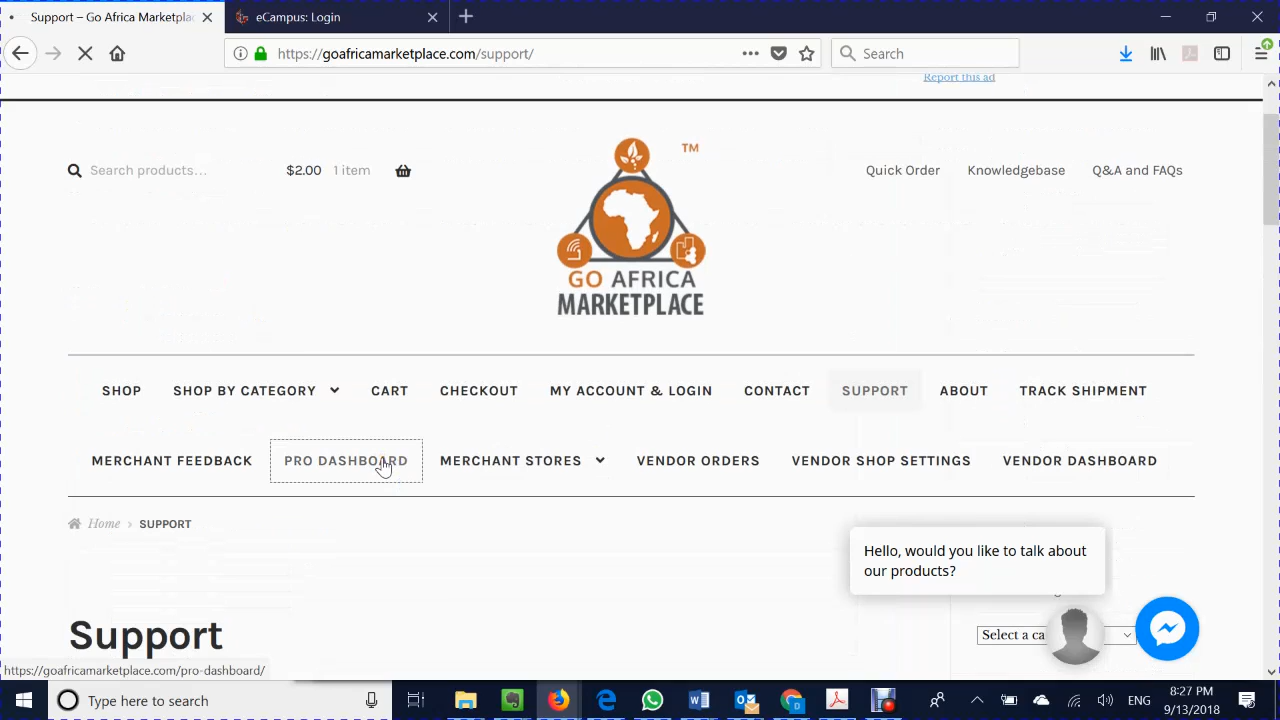 Support – Go Africa Marketpla
eCampus: Login
https://goafricamarketplace.com/support/
Search
Report this ad
Search products…
$2.00 1 item
TM
Quick Order Knowledgebase Q&A and FAQs
GO AFRICA
MARKETPLACE
SHOP SHOP BY CATEGORY CART CHECKOUT MY ACCOUNT & LOGIN CONTACT SUPPORT ABOUT TRACK SHIPMENT
MERCHANT FEEDBACK PRO DASHBOARD MERCHANT STORES VENDOR ORDERS VENDOR SHOP SETTINGS VENDOR DASHBOARD
Home › SUPPORT
Hello, would you like to talk about
our products?
Support
Select a ca
https://goafricamarketplace.com/pro-dashboard/
Type here to search
ENG
8:27 PM
9/13/2018